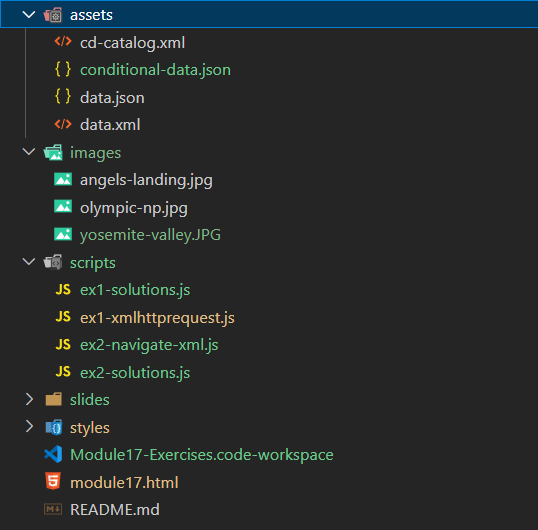 assets
cd-catalog.xml
conditional-data.json
data.json
data.xml
images
angels-landing.jpg
olympic-np.jpg
yosemite-valley.JPG
scripts
JS ex1-solutions.js
JS ex1-xmlhttprequest.js
JS ex2-navigate-xml.js
JS ex2-solutions.js
slides
styles
Module17-Exercises.code-workspace
module17.html
README.md